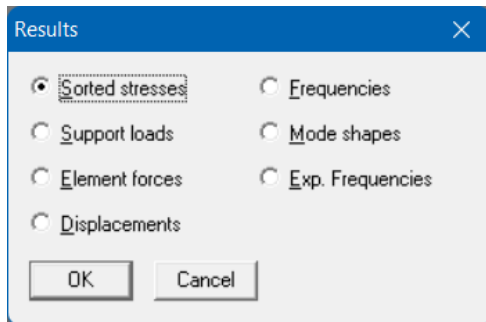 Results
Sorted stresses
Frequencies
Support loads
Mode shapes
Element forces
Exp. Frequencies
Displacements
OK
Cancel